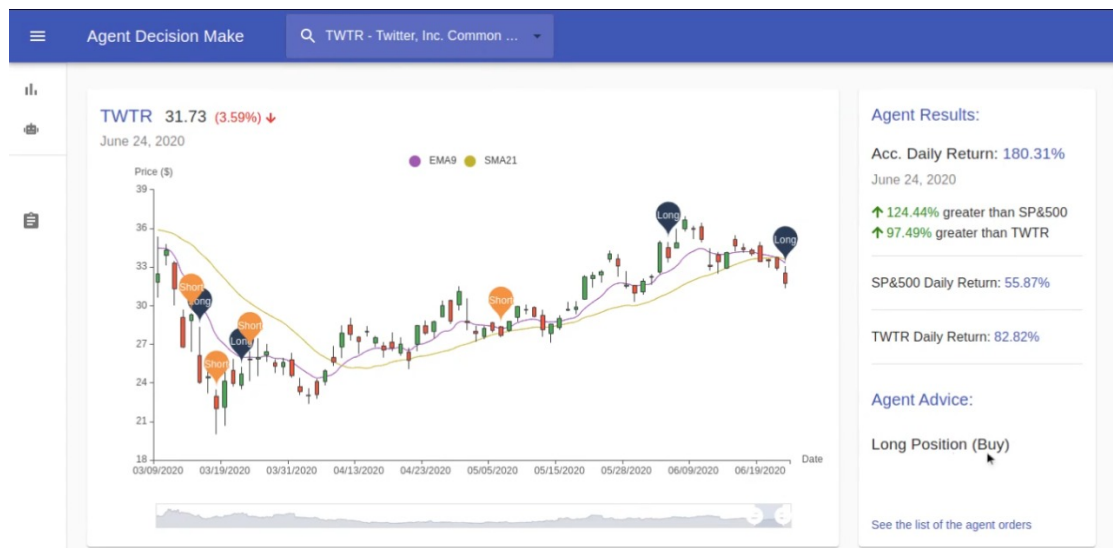 Agent Decision Make
TWTR - Twitter, Inc. Common ...
TWTR 31.73 (3.59%)
June 24, 2020
EMA9 SMA21
Price ($)
39
36
33
30
27
24
21
18
Short
Long
Short
Long
Short
Short
Long
Long
03/09/2020 03/19/2020 03/31/2020 04/13/2020 04/23/2020 05/05/2020 05/15/2020 05/28/2020 06/09/2020 06/19/2020
Date
Agent Results:
Acc. Daily Return: 180.31%
June 24, 2020
124.44% greater than SP&500
97.49% greater than TWTR
SP&500 Daily Return: 55.87%
TWTR Daily Return: 82.82%
Agent Advice:
Long Position (Buy)
See the list of the agent orders